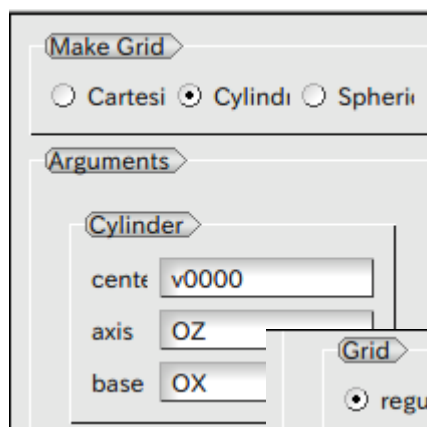 Make Grid
Cartesi Cylindı Spheri
Arguments
Cylinder
cente v0000
axis OZ
base OX
Grid
regu